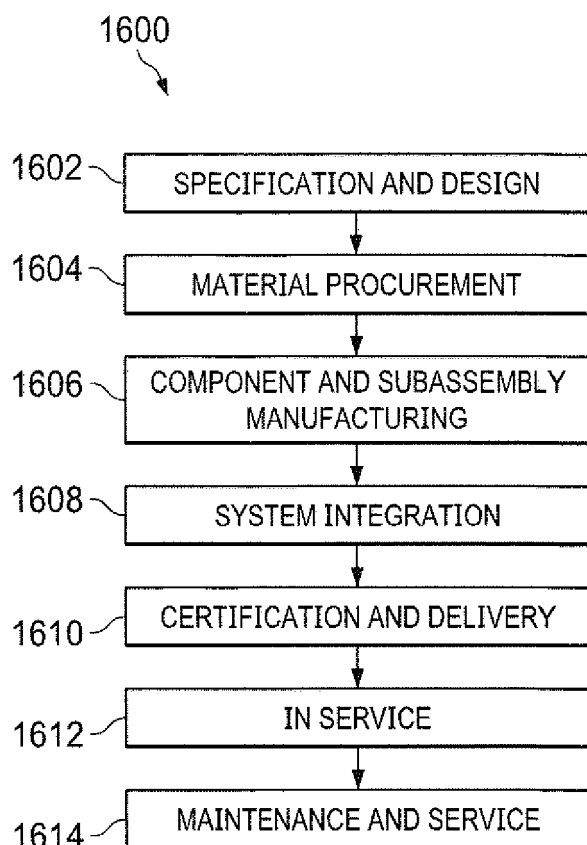 1600
1602
SPECIFICATION AND DESIGN
1604
MATERIAL PROCUREMENT
1606
COMPONENT AND SUBASSEMBLY
MANUFACTURING
1608
SYSTEM INTEGRATION
1610
CERTIFICATION AND DELIVERY
1612
IN SERVICE
1614
MAINTENANCE AND SERVICE